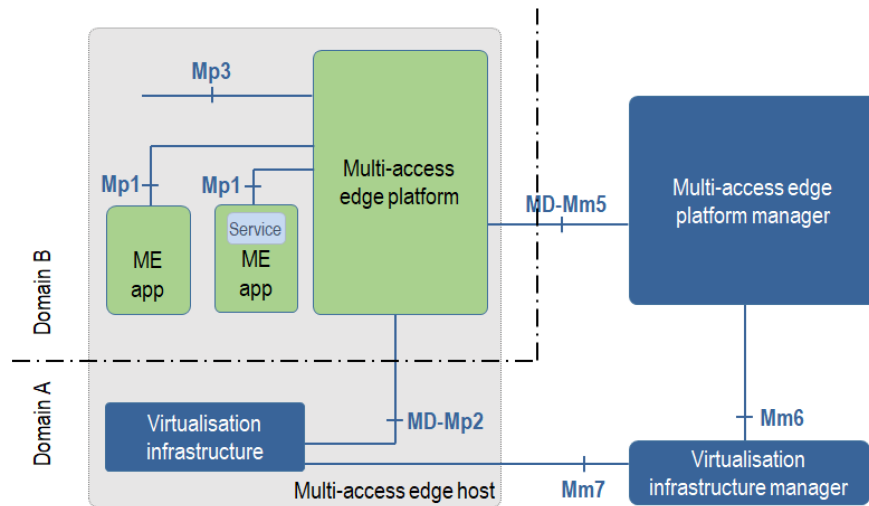 Mp3
Mp1
Mp1
Multi-access
edge platform
MD-Mm5
Multi-access edge
platform manager
Service
ME
app
ME
app
Domain B
Domain A
MD-Mp2
Mm6
Virtualisation
infrastructure
Multi-access edge host
Mm7
Virtualisation
infrastructure manager